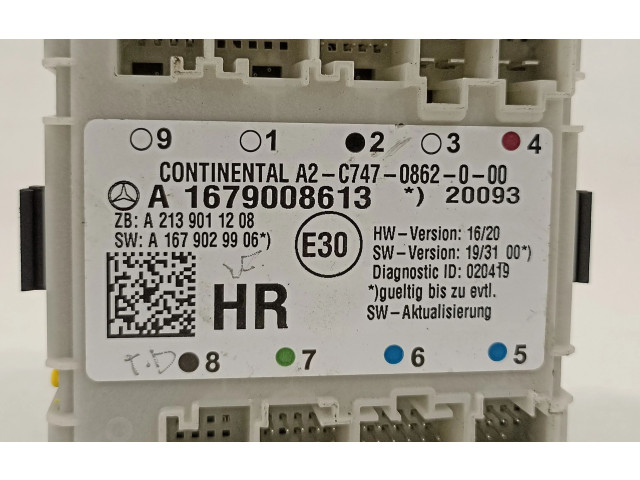 9 1 2 3 4
CONTINENTAL A2-C747-0862-0-00
A 1679008613 *) 20093
ZB: A 213 901 12 08
SW: A 167 902 99 06*)
E30
HW-Version: 16/20
SW-Version: 19/31 00*)
Diagnostic ID: 020419
*)gueltig bis zu evtl.
SW-Aktualisierung
HR
T.D 8 7 6 5